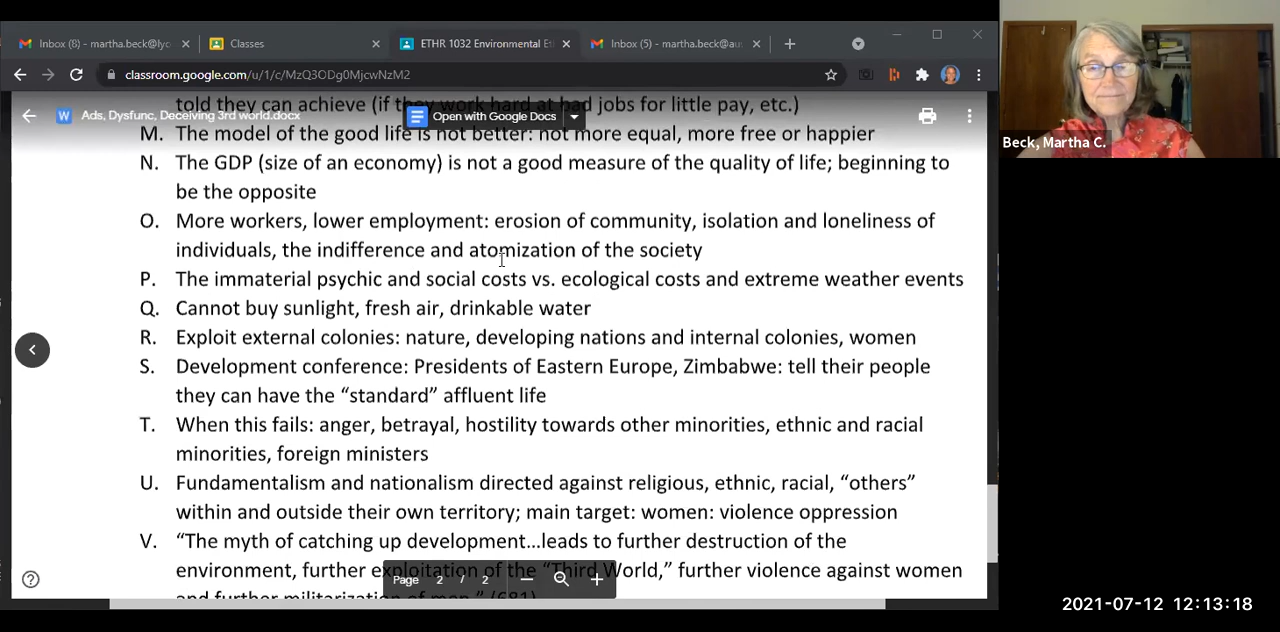 Inbox (8) - martha.beck@lyo
Classes
ETHR 1032 Environmental Et
Inbox (5) - martha.beck@au
classroom.google.com/u/1/c/MzQ3ODg0MjcwNzM2
told they can achieve (if they work hard at bad jobs for little pay, etc.)
Ads, Dysfunc, Deceiving 3rd world.docx
Open with Google Docs
M. The model of the good life is not better: not more equal, more free or happier
Beck, Martha C.
N. The GDP (size of an economy) is not a good measure of the quality of life; beginning to
be the opposite
O. More workers, lower employment: erosion of community, isolation and loneliness of
individuals, the indifference and atomization of the society
P. The immaterial psychic and social costs vs. ecological costs and extreme weather events
Q. Cannot buy sunlight, fresh air, drinkable water
R. Exploit external colonies: nature, developing nations and internal colonies, women
S. Development conference: Presidents of Eastern Europe, Zimbabwe: tell their people
they can have the “standard” affluent life
T. When this fails: anger, betrayal, hostility towards other minorities, ethnic and racial
minorities, foreign ministers
U. Fundamentalism and nationalism directed against religious, ethnic, racial, “others”
within and outside their own territory; main target: women: violence oppression
V. “The myth of catching up development...leads to further destruction of the
environment, further exploitation of the “Third World,” further violence against women
and further militarization of men.” (681)
Page 2 / 2
2021-07-12 12:13:18